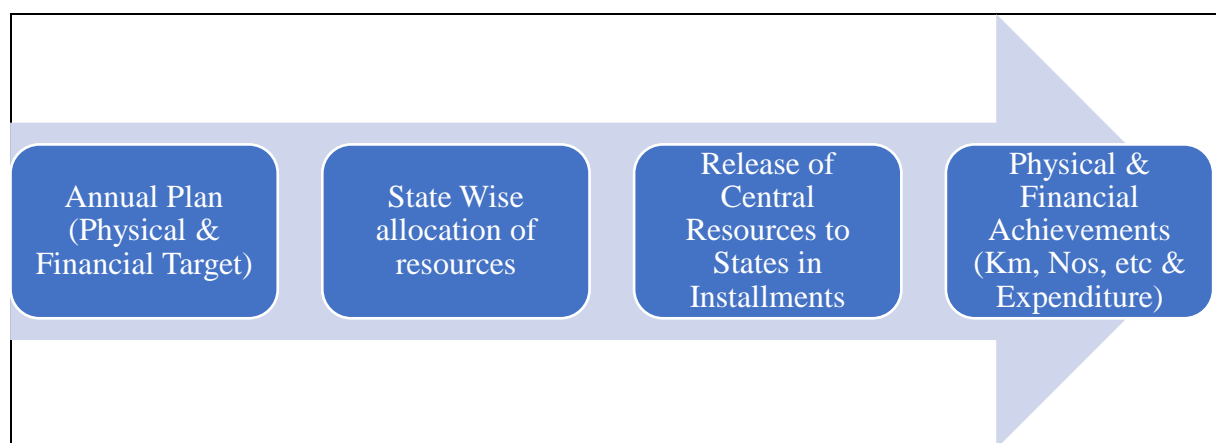 Annual Plan
(Physical &
Financial Target)
State Wise
allocation of
resources
Release of
Central
Resources to
States in
Installments
Physical &
Financial
Achievements
(Km, Nos, etc &
Expenditure)